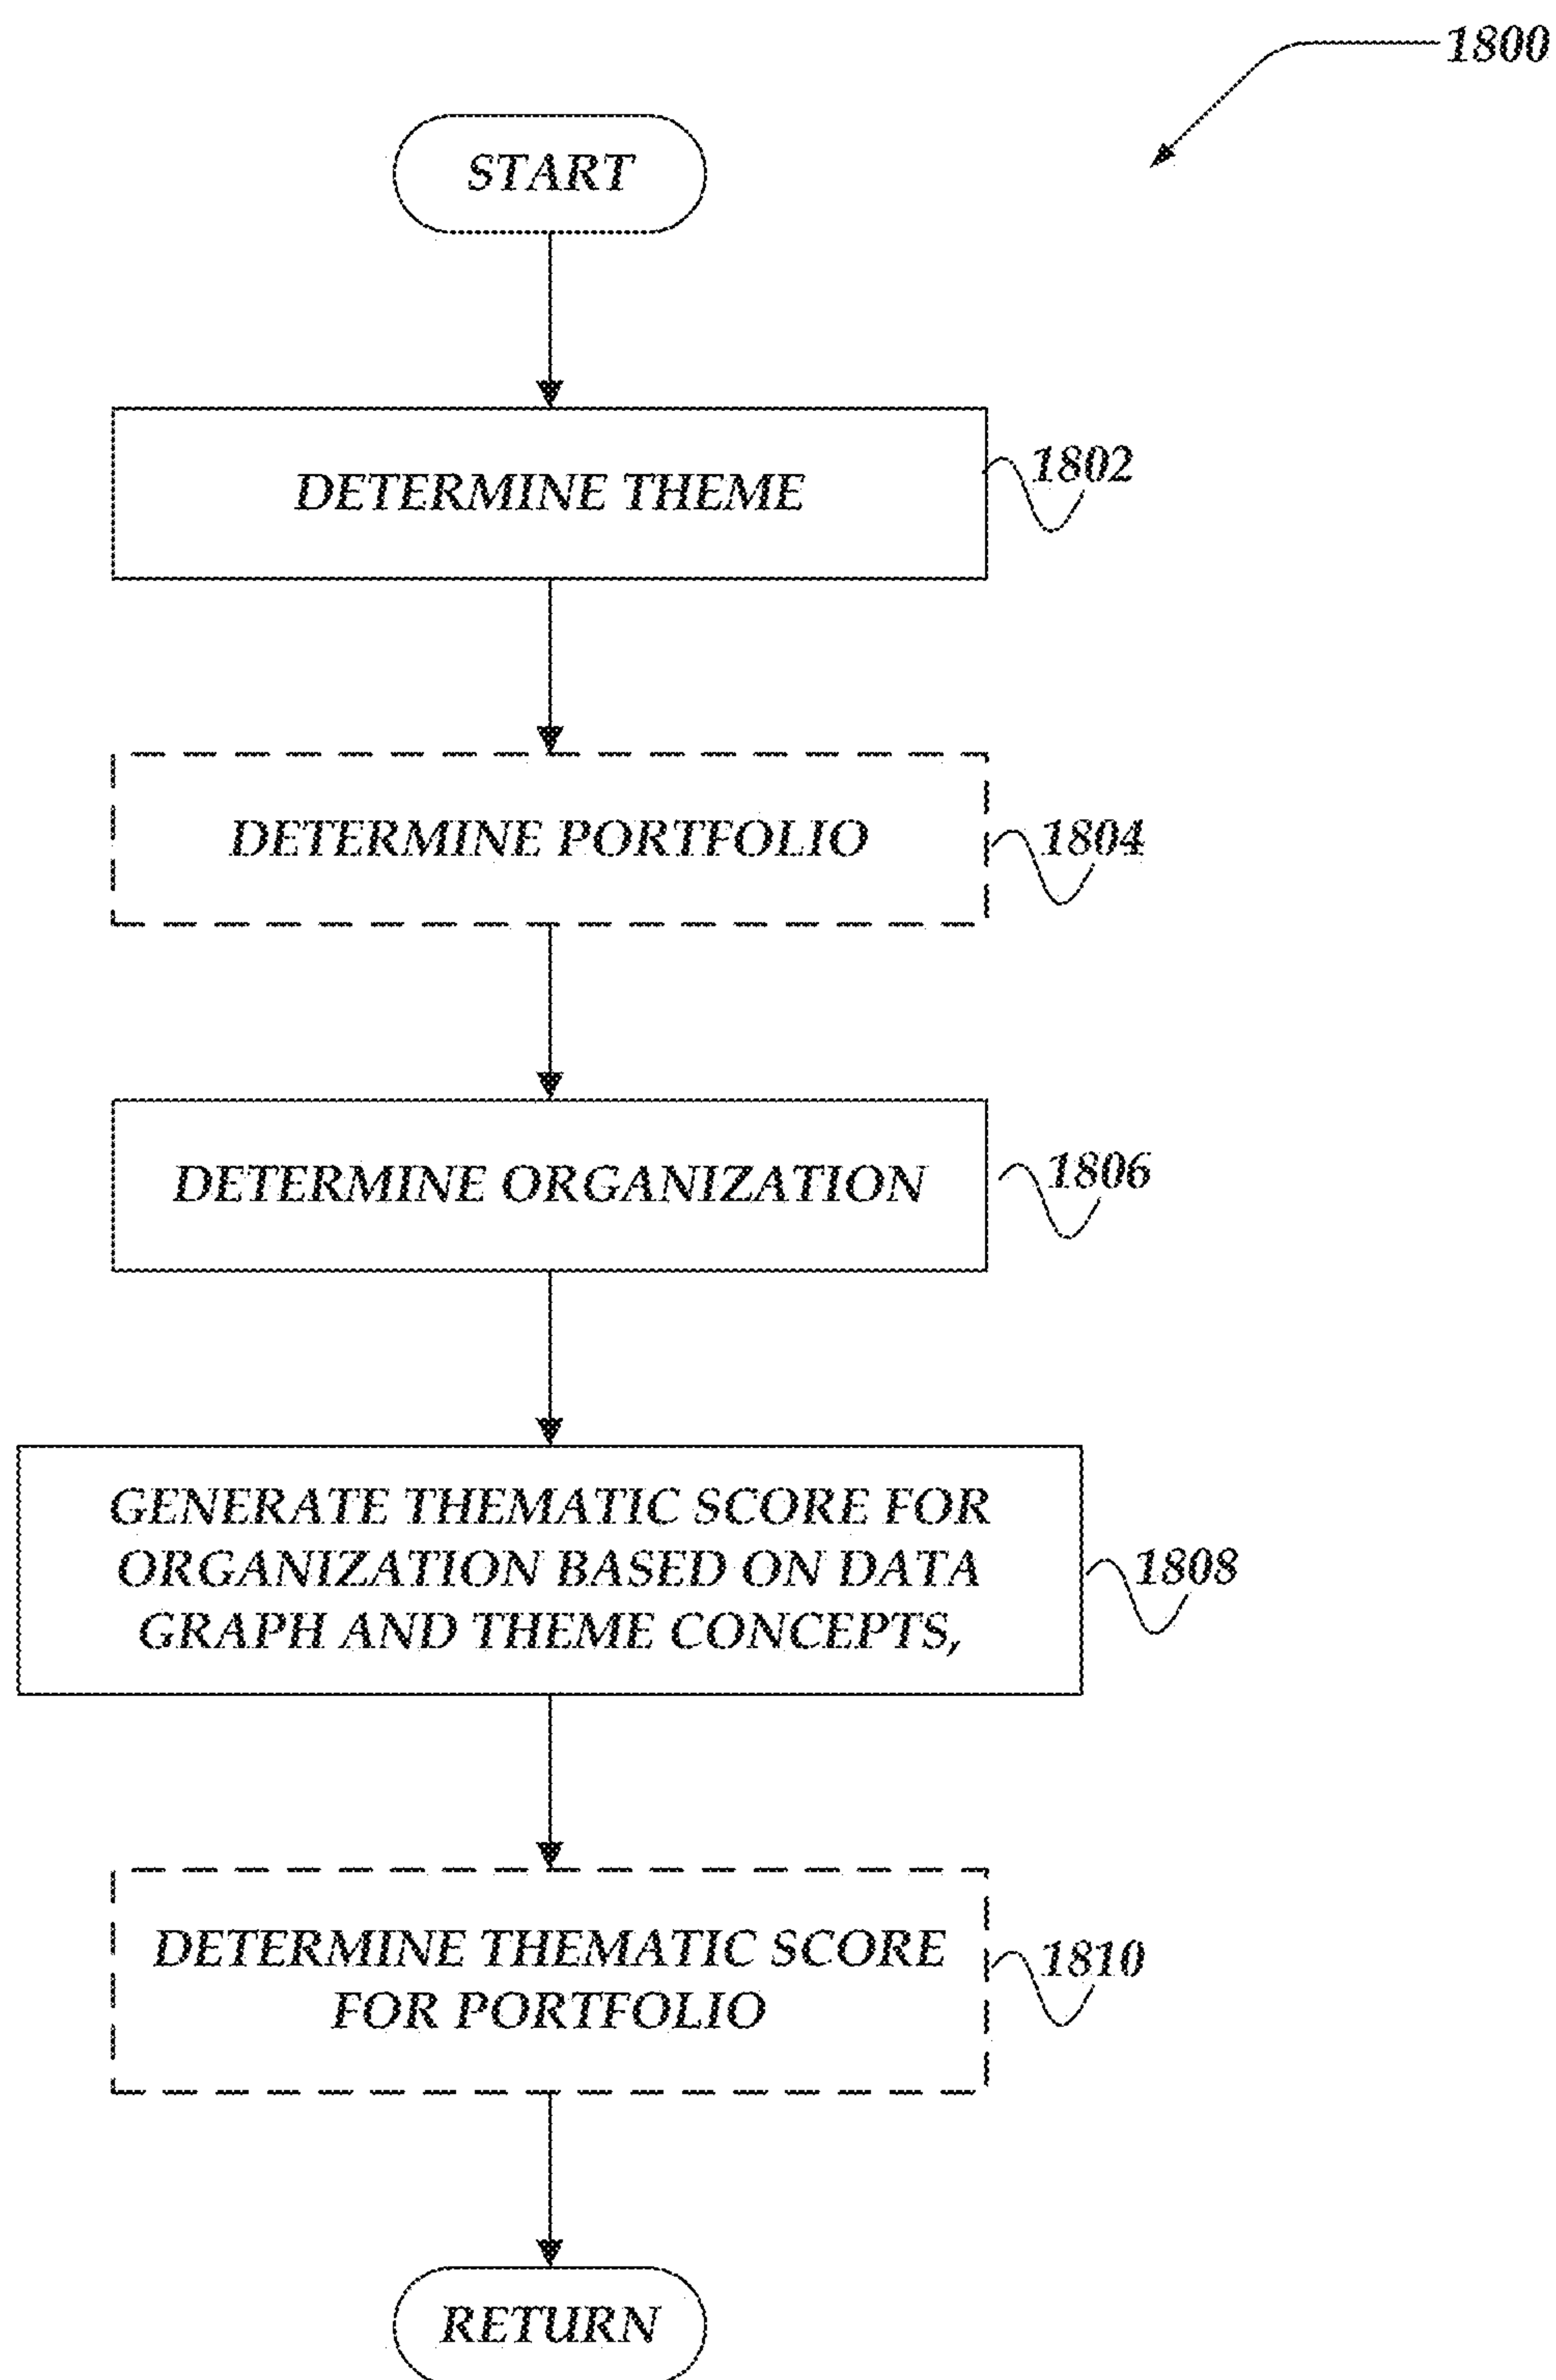 1800
START
DETERMINE THEME
1802
DETERMINE PORTFOLIO
1804
DETERMINE ORGANIZATION
1806
GENERATE THEMATIC SCORE FOR
ORGANIZATION BASED ON DATA
GRAPH AND THEME CONCEPTS,
1808
DETERMINE THEMATIC SCORE
FOR PORTFOLIO
1810
RETURN